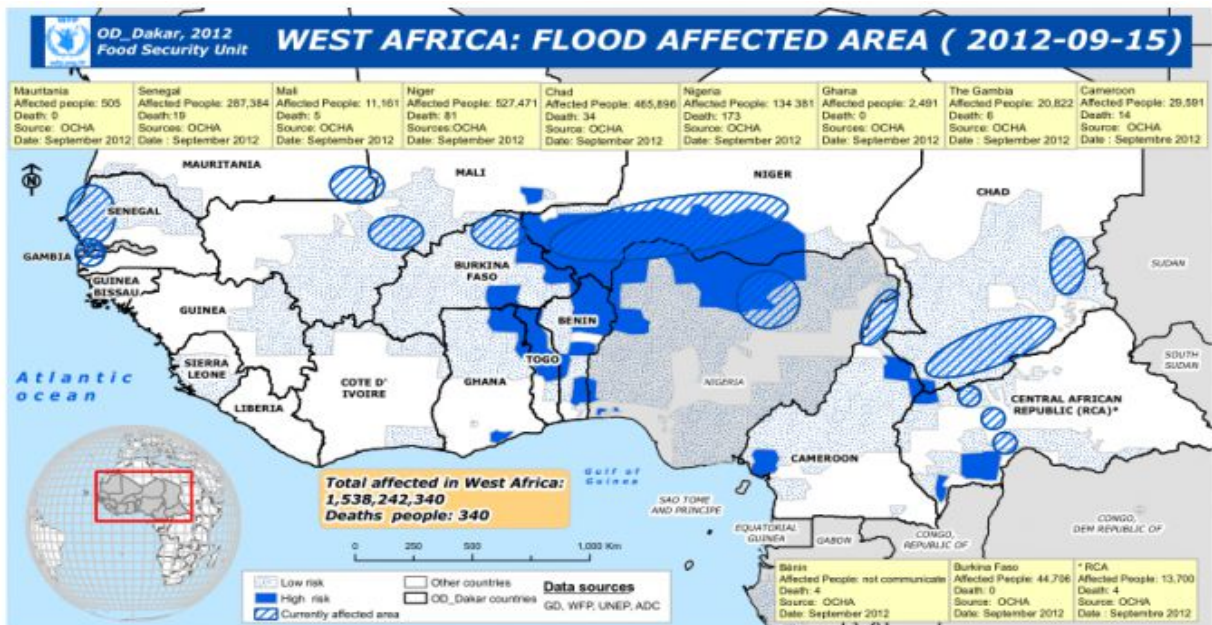 OD_Dakar, 2012
Food Security Unit
WEST AFRICA: FLOOD AFFECTED AREA ( 2012-09-15)
Mauritania
Affected people: 505
Death: 0
Source: OCHA
Date: September 2012
Senegal
Affected People: 287,384
Death:19
Sources: OCHA
Date : September 2012
Mali
Affected People: 11,161
Death: 5
Source: OCHA
Date: September 2012
Niger
Affected People: 527,471
Death: 81
Sources:OCHA
Date: September 2012
Chad
Affected People: 465,896
Death: 34
Source: OCHA
Date: September 2012
Nigeria
Affected People: 134 381
Death: 173
Source: OCHA
Date: September 2012
Ghana
Affected People: 2,491
Death: 0
Sources: OCHA
Date: September 2012
The Gambia
Affected People: 20,822
Death: 6
Source: OCHA
Date : September 2012
Cameroon
Affected People: 29,591
Death: 14
Source: OCHA
Date : Septembre 2012
N
MAURITANIA
MALI
NIGER
CHAD
SENEGAL
GAMBIA
SUDAN
BURKINA
FASO
GUINEA
BISSAU
GUINEA
BENIN
SIERRA
LEONE
TOGO
SOUTH
SUDAN
COTE D'
IVOIRE
GHANA
NIGERIA
Atlantic
ocean
LIBERIA
CENTRAL AFRICAN
REPUBLIC (RCA)*
CAMEROON
Gulf of
Guinea
Total affected in West Africa:
1,538,242,340
Deaths people: 340
SAO TOME
AND PRINCIPE
EQUATORIAL
GUINEA
GABON
CONGO,
REPUBLIC OF
CONGO,
DEM REPUBLIC OF
0 250 500 1,000 Km
Low risk
High risk
Currently affected area
Other countries
OD_Dakar countries
Data sources
GD, WFP, UNEP, ADC
Bénin
Affected People: not communicate
Death: 4
Source: OCHA
Date: September 2012
Burkina Faso
Affected People: 44,706
Death: 0
Source: OCHA
Date: September 2012
* RCA
Affected People: 13,700
Death: 4
Source: OCHA
Date: Septembre 2012